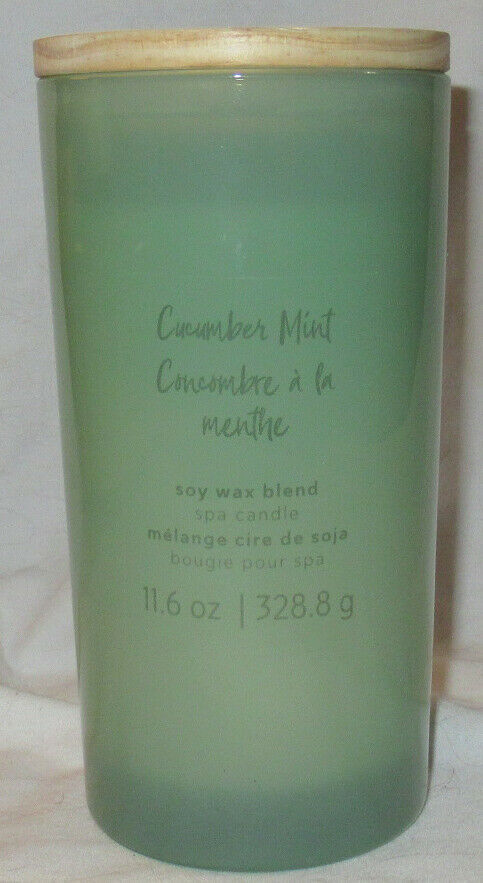 Cucumber Mint
Concombre à la
menthe
soy wax blend
spa candle
mélange cire de soja
bougie pour spa
11.6 oz | 328.8 g